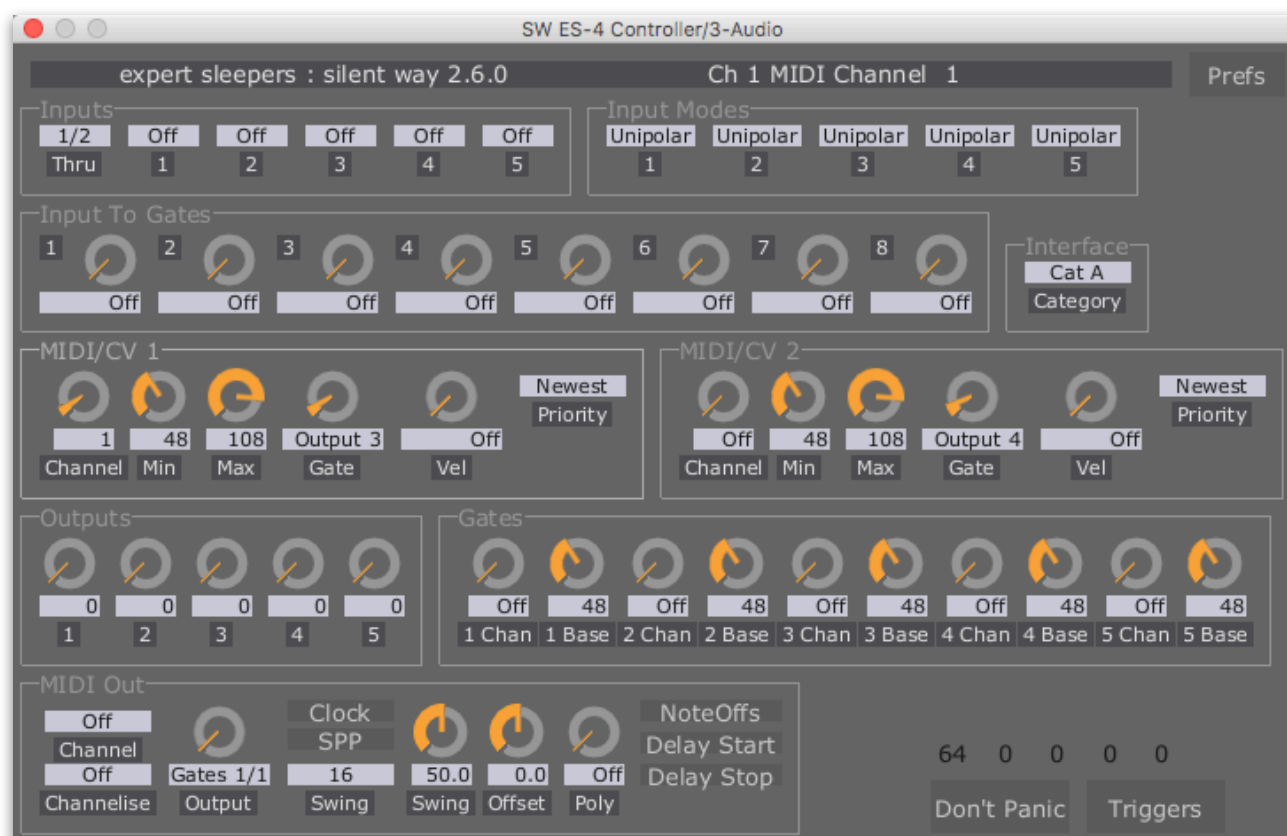 SW ES-4 Controller/3-Audio
expert sleepers : silent way 2.6.0 Ch 1 MIDI Channel 1 Prefs
Inputs
1/2 Off Off Off Off Off
Thru 1 2 3 4 5
Input Modes
Unipolar Unipolar Unipolar Unipolar Unipolar
1 2 3 4 5
Input To Gates
1 2 3 4 5 6 7 8
Off Off Off Off Off Off Off Off
Interface
Cat A
Category
MIDI/CV 1
Newest
Priority
1 48 108 Output 3 Off
Channel Min Max Gate Vel
MIDI/CV 2
Newest
Priority
Off 48 108 Output 4 Off
Channel Min Max Gate Vel
Outputs
0 0 0 0 0
1 2 3 4 5
Gates
Off 48 Off 48 Off 48 Off 48 Off 48
1 Chan 1 Base 2 Chan 2 Base 3 Chan 3 Base 4 Chan 4 Base 5 Chan 5 Base
MIDI Out
Off Clock NoteOffs
Channel SPP Delay Start
Off Gates 1/1 16 50.0 0.0 Off Delay Stop
Channelise Output Swing Swing Offset Poly
64 0 0 0 0
Don't Panic Triggers